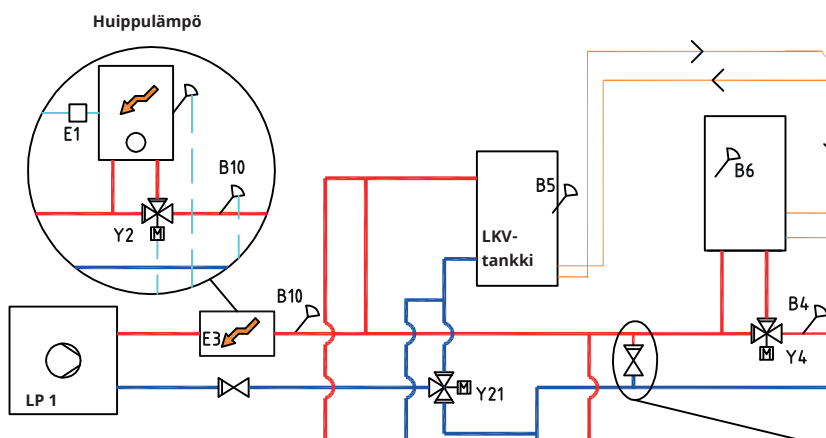 Huippulämpö
E1
B10
Y2
M
B5
LKV-
tankki
B6
B10
E3
B4
M
Y4
LP 1
M
Y21